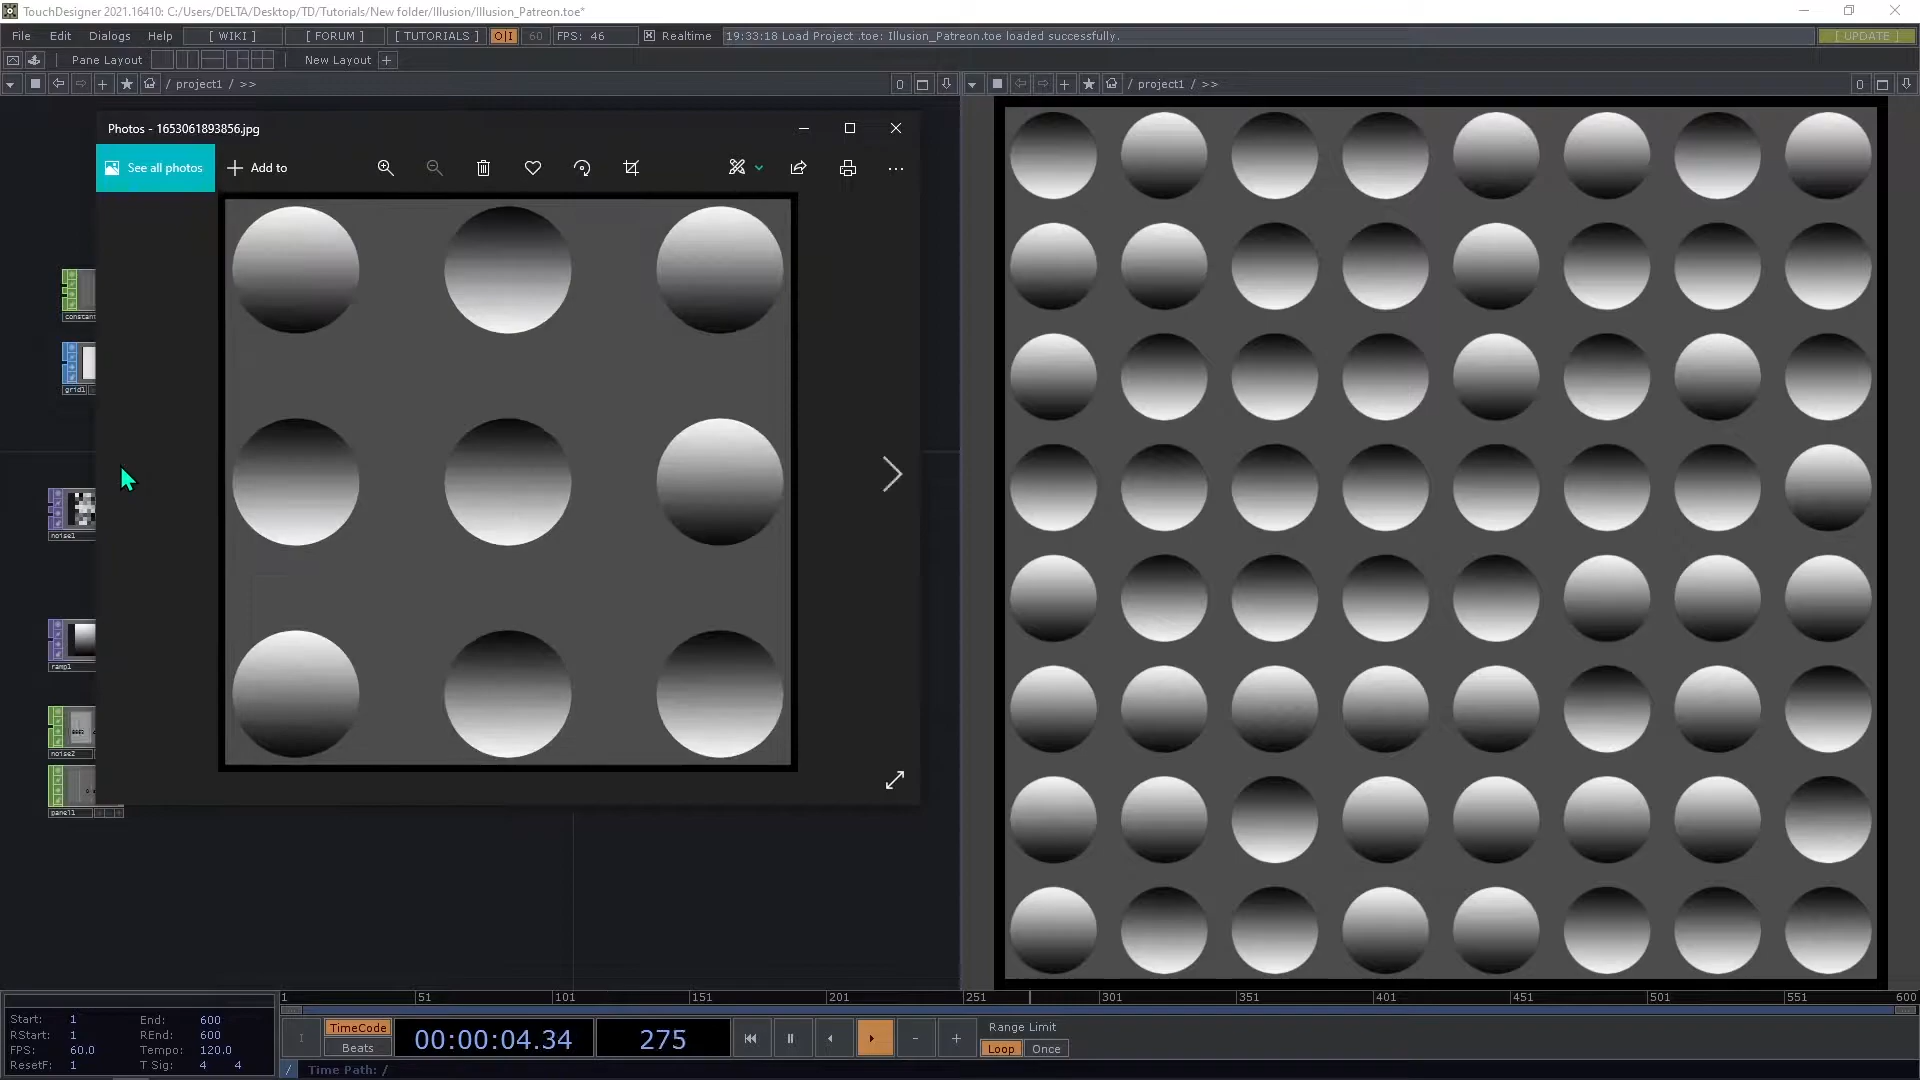 TouchDesigner 2021.16410: C:/Users/DELTA/Desktop/TD/Tutorials/New folder/Illusion/Illusion_Patreon.toe*
File Edit Dialogs Help [ WIKI ] [ FORUM ] [ TUTORIALS ] O|I 60 FPS: 46 Realtime 19:33:18 Load Project .toe: Illusion_Patreon.toe loaded successfully. [ UPDATE ]
Pane Layout New Layout +
/ project1 / >> 0 / project1 / >> 0
Photos - 1653061893856.jpg
See all photos Add to
constant
grid1
noise1
ramp1
noise2
panel1
1 51 101 151 201 251 301 351 401 451 501 551 600
Start: 1 End: 600
RStart: 1 REnd: 600
FPS: 60.0 Tempo: 120.0
ResetF: 1 T Sig: 4 4
I TimeCode 00:00:04.34 275 - + Range Limit
Beats Loop Once
/ Time Path: /